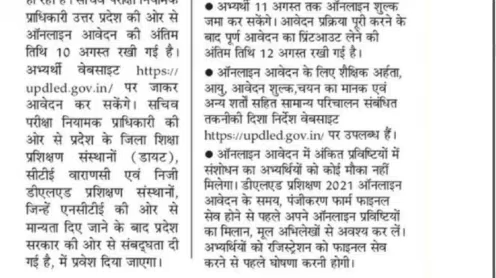 हो रहा है। सचिव परीक्षा नियामक
प्राधिकारी उत्तर प्रदेश की ओर से
ऑनलाइन आवेदन की अंतिम
तिथि 10 अगस्त रखी गई है।
अभ्यर्थी वेबसाइट https://
updled.gov.in/ पर जाकर
आवेदन कर सकेंगे। सचिव
परीक्षा नियामक प्राधिकारी की
ओर से प्रदेश के जिला शिक्षा
प्रशिक्षण संस्थानों (डायट),
सीटीई वाराणसी एवं निजी
डीएलएड प्रशिक्षण संस्थानों,
जिन्हें एनसीटीई की ओर से
मान्यता दिए जाने के बाद प्रदेश
सरकार की ओर से संबद्धता दी
गई है, में प्रवेश दिया जाएगा।
● अभ्यर्थी 11 अगस्त तक ऑनलाइन शुल्क
जमा कर सकेंगे। आवेदन प्रक्रिया पूरी करने के
बाद पूर्ण आवेदन का प्रिंटआउट लेने की
अंतिम तिथि 12 अगस्त रखी गई है।
● ऑनलाइन आवेदन के लिए शैक्षिक अर्हता,
आयु, आवेदन शुल्क,चयन का मानक एवं
अन्य शर्तों सहित सामान्य परिचालन संबंधित
तकनीकी दिशा निर्देश वेबसाइट
https://updled.gov.in/ पर उपलब्ध हैं।
● ऑनलाइन आवेदन में अंकित प्रविष्टियों में
संशोधन का अभ्यर्थियों को कोई मौका नहीं
मिलेगा। डीएलएड प्रशिक्षण 2021 ऑनलाइन
आवेदन के समय, पंजीकरण फार्म फाइनल
सेव होने से पहले अपने ऑनलाइन प्रविष्टियों
का मिलान, मूल अभिलेखों से अवश्य कर लें।
अभ्यर्थियों को रजिस्ट्रेशन को फाइनल सेव
करने से पहले घोषणा करनी होगी।